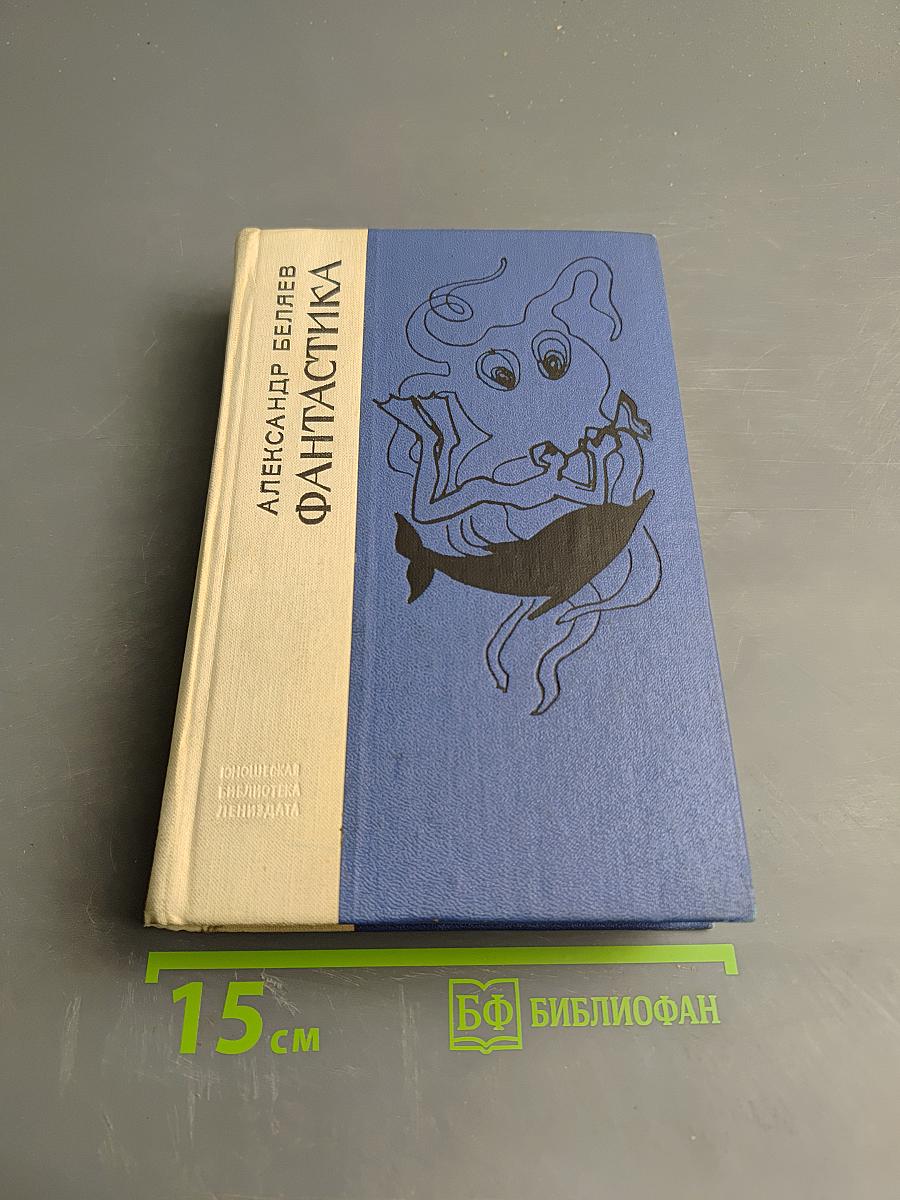 АЛЕКСАНДР БЕЛЯЕВ
ФАНТАСТИКА
ЮНОШЕСКАЯ
БИБЛИОТЕКА
ЛЕНИЗДАТА
15 см
БФ БИБЛИОФАН